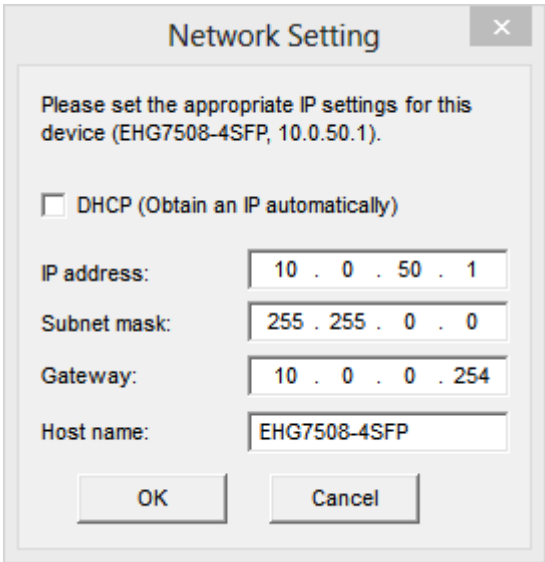 Network Setting
Please set the appropriate IP settings for this
device (EHG7508-4SFP, 10.0.50.1).
DHCP (Obtain an IP automatically)
IP address: 10 . 0 . 50 . 1
Subnet mask: 255 . 255 . 0 . 0
Gateway: 10 . 0 . 0 . 254
Host name: EHG7508-4SFP
OK Cancel